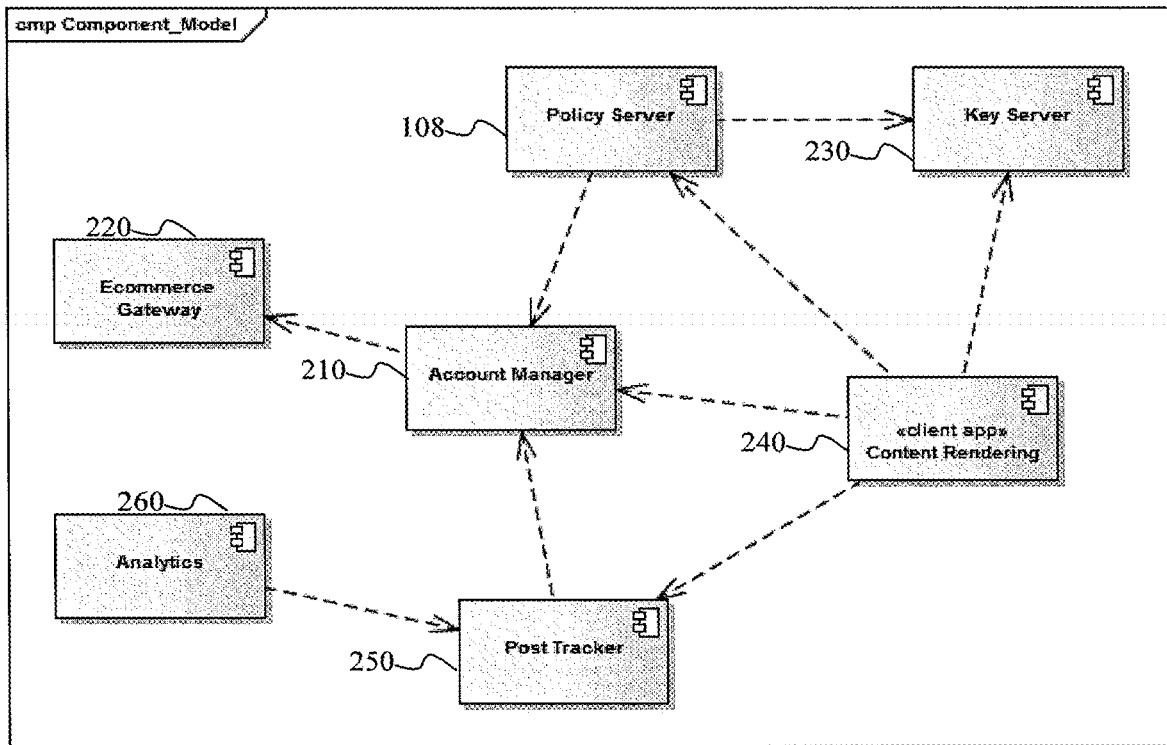 cmp Component_Model
Policy Server
108
Key Server
230
220
Ecommerce
Gateway
210
Account Manager
240
«client app»
Content Rendering
260
Analytics
250
Post Tracker